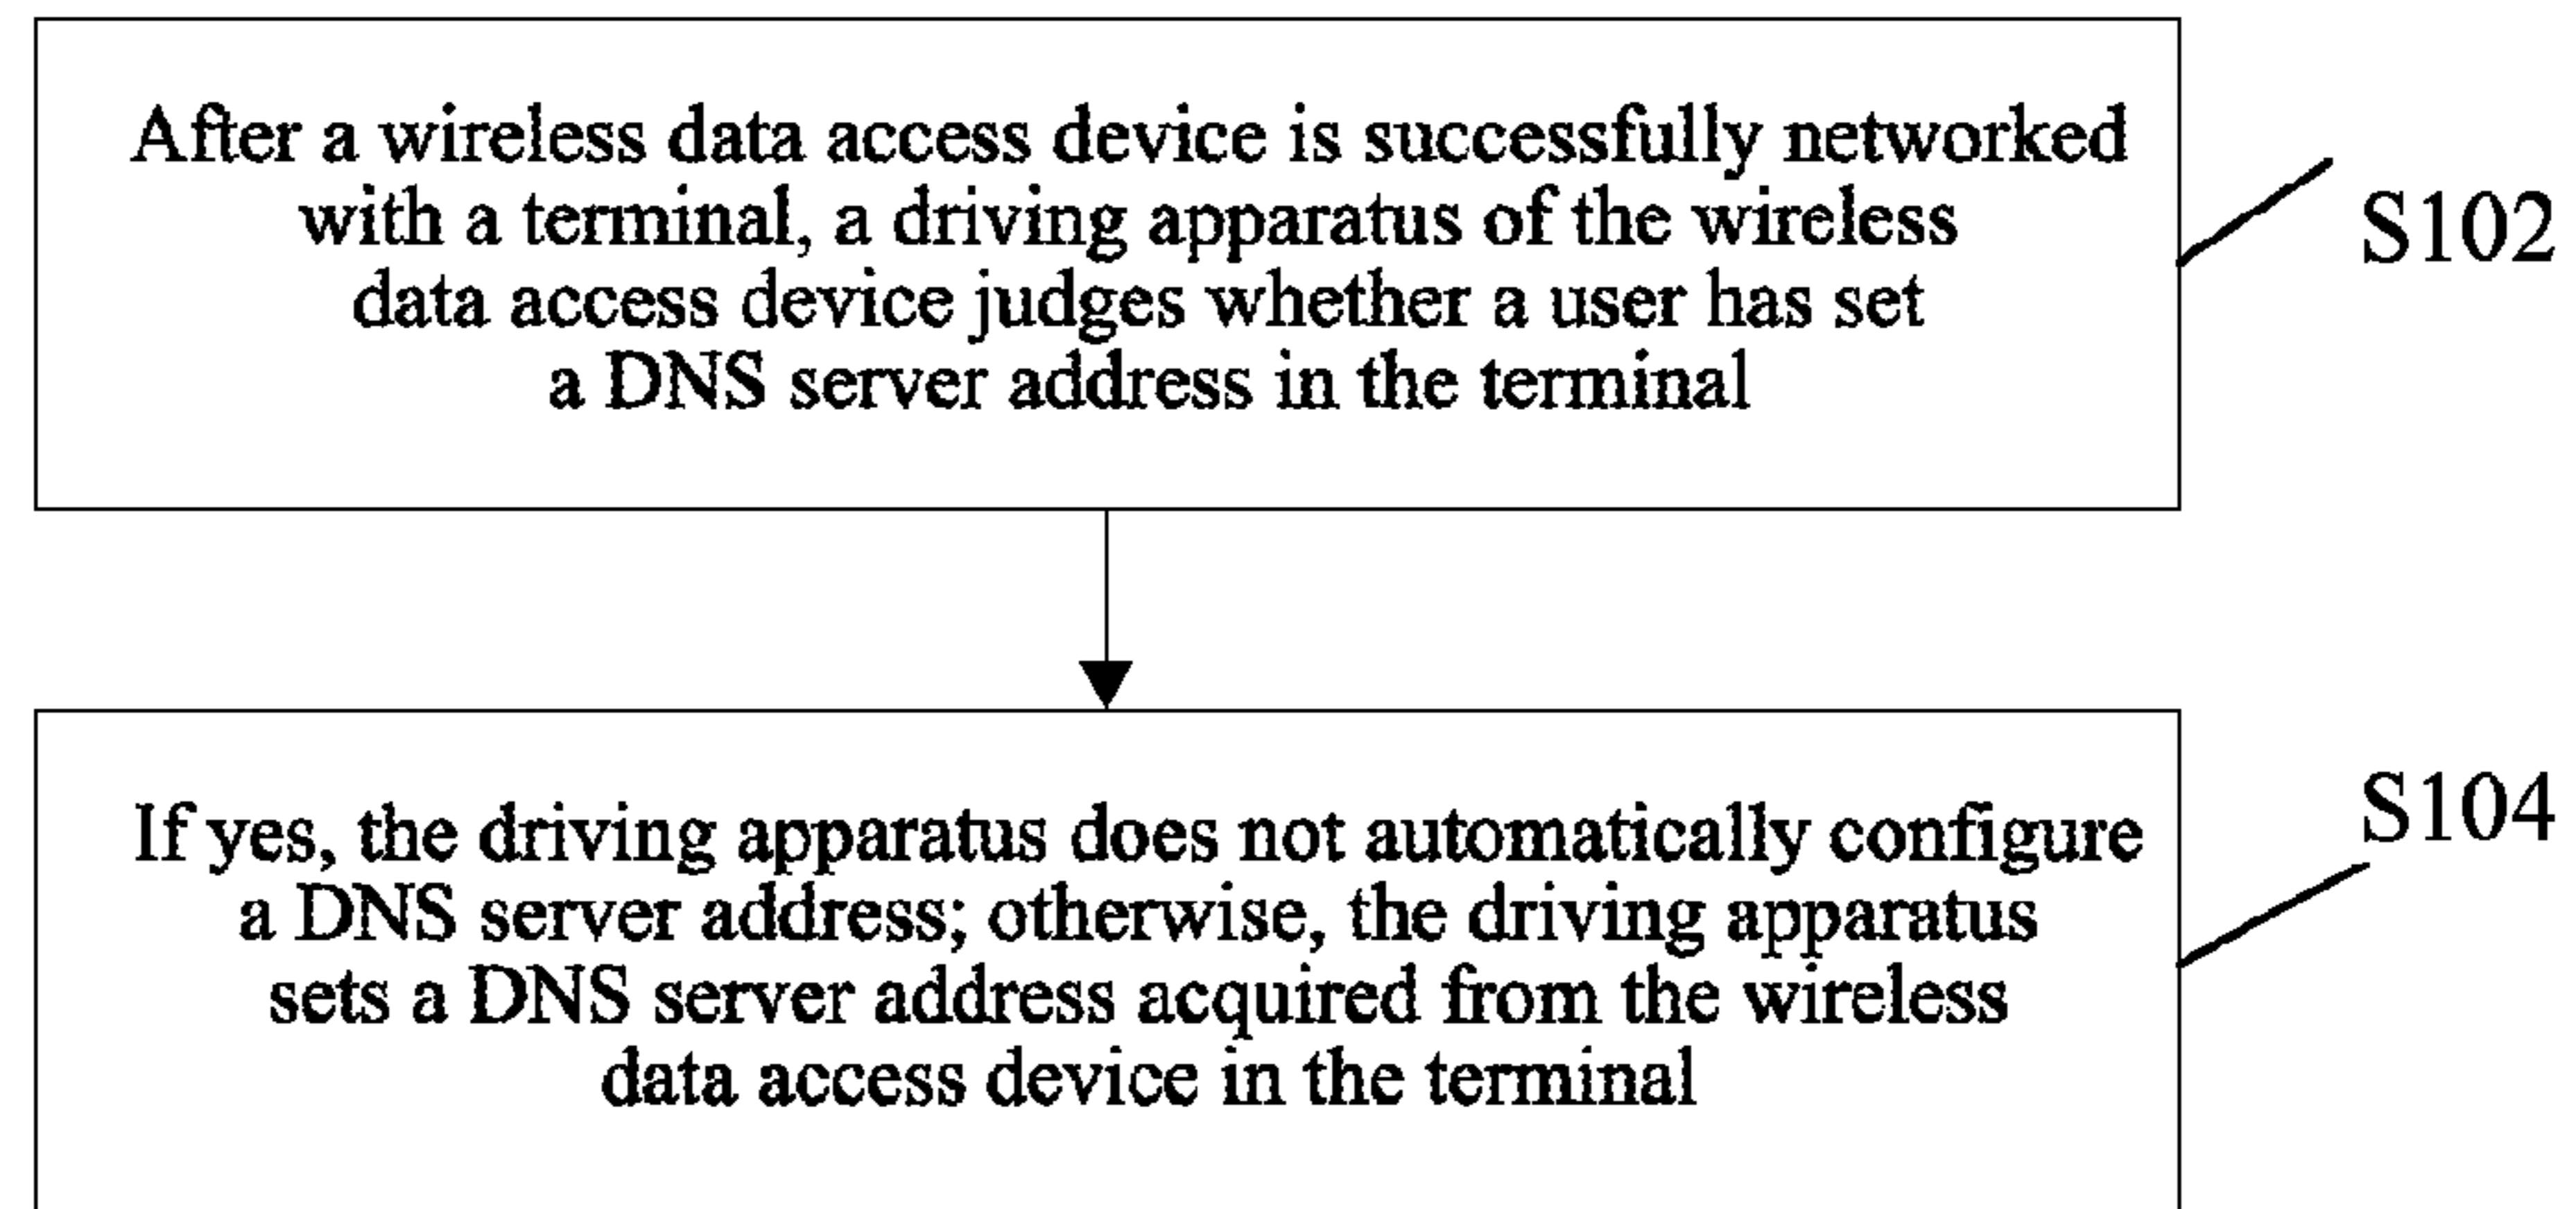 After a wireless data access device is successfully networked
with a terminal, a driving apparatus of the wireless
data access device judges whether a user has set
a DNS server address in the terminal
S102
If yes, the driving apparatus does not automatically configure
a DNS server address; otherwise, the driving apparatus
sets a DNS server address acquired from the wireless
data access device in the terminal
S104